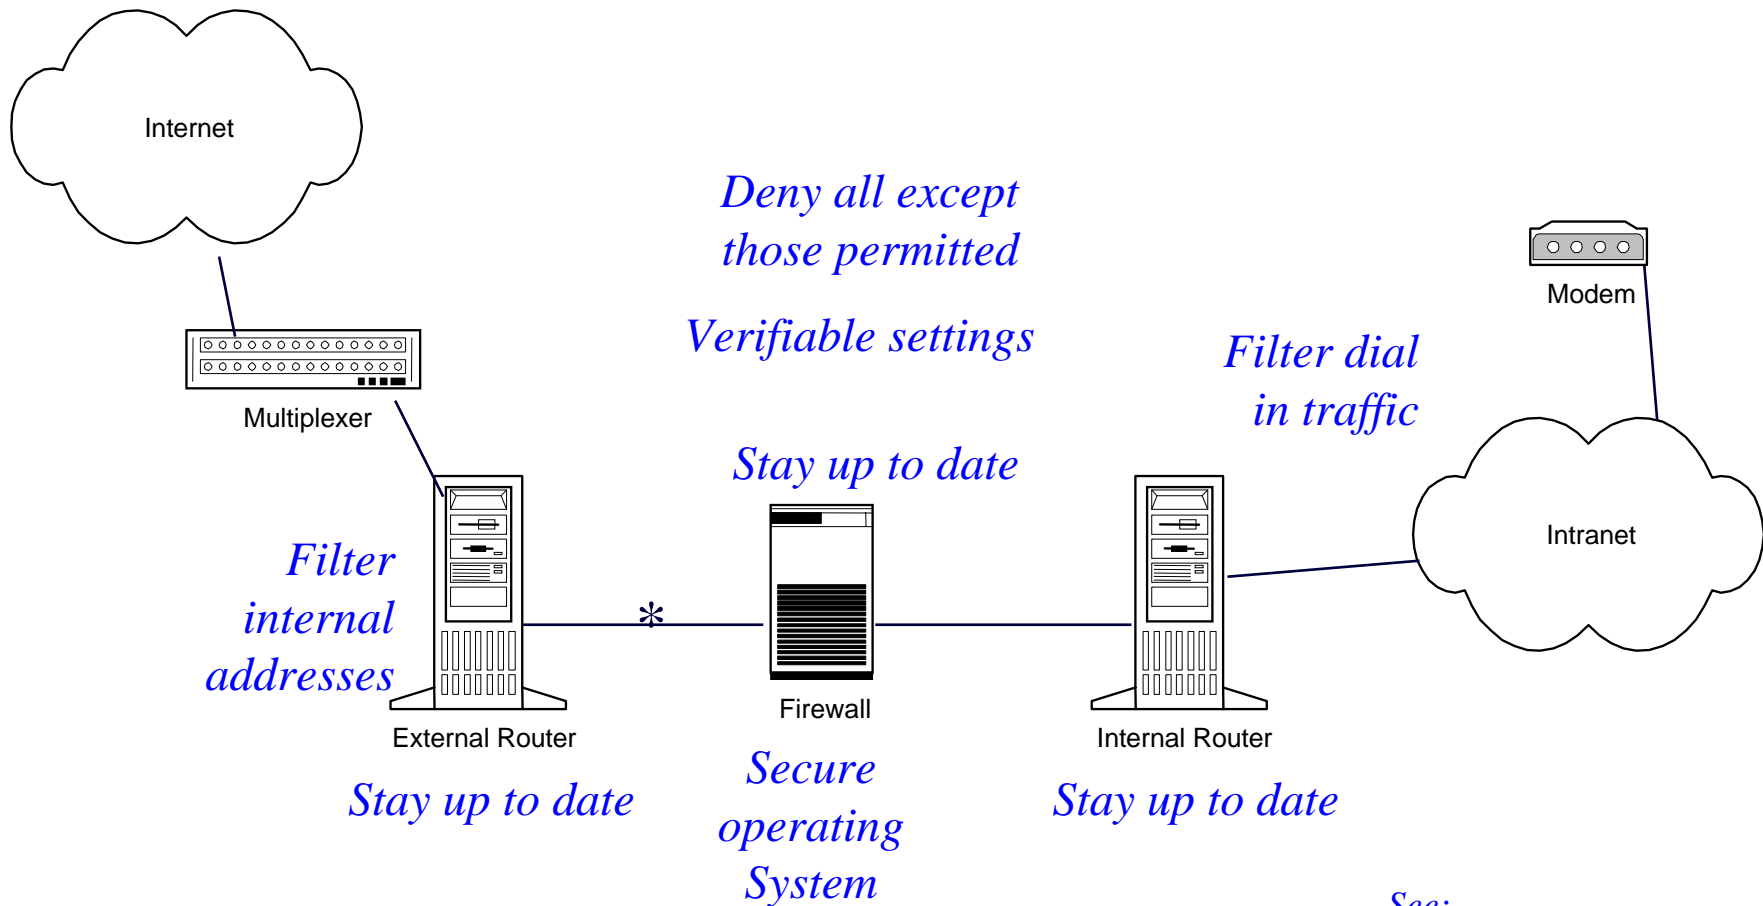 Internet
Deny all except
those permitted
Verifiable settings
Modem
Multiplexer
Filter dial
in traffic
Stay up to date
Filter
internal
addresses
*
Intranet
External Router
Firewall
Internal Router
Stay up to date
Secure
operating
System
Stay up to date
See: